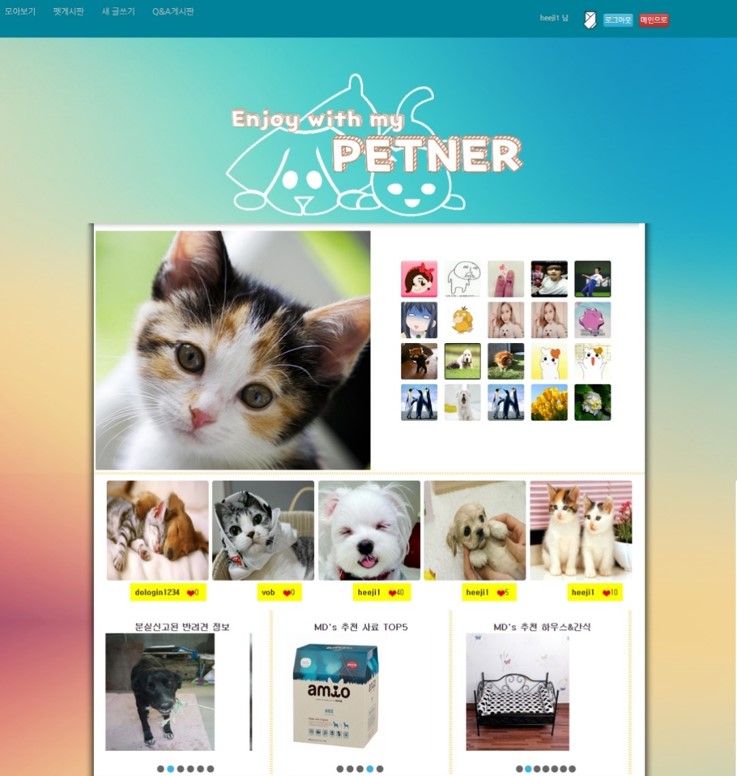 모아보기 펫게시판 새 글쓰기 Q&A게시판
heeji1 님 로그아웃 메인으로
Enjoy with my
PETNER
dologin1234 0 vob 0 heeji1 40 heeji1 5 heeji1 10
분실신고된 반려견 정보 MD's 추천 사료 TOP5 MD's 추천 하우스&간식
amio